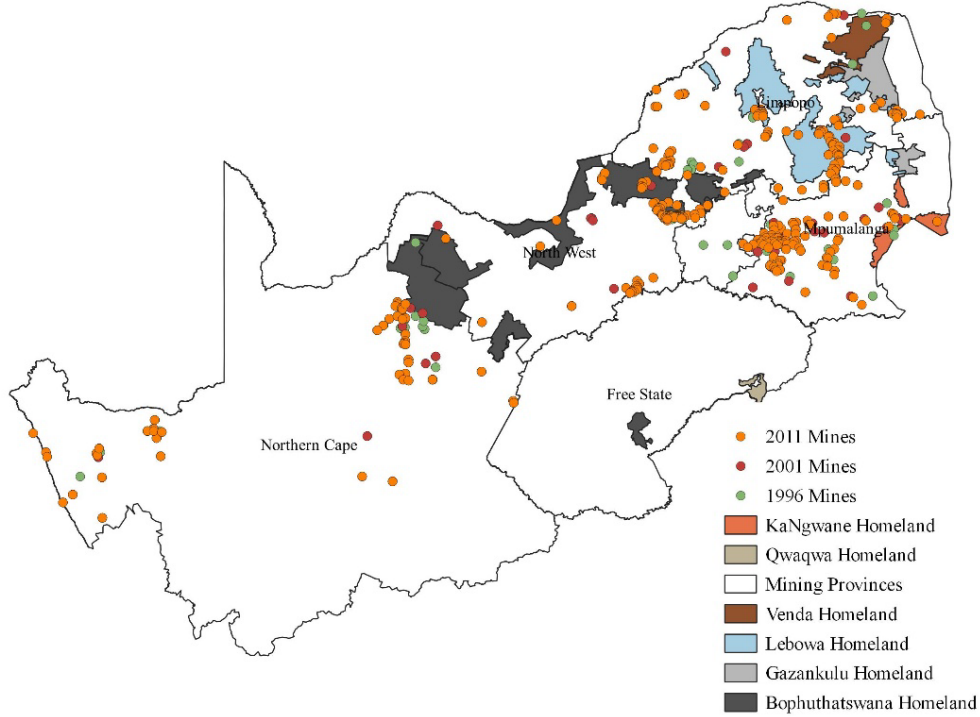 Limpopo
Mpumalanga
North West
Free State
Northern Cape
2011 Mines
2001 Mines
1996 Mines
KaNgwane Homeland
Qwaqwa Homeland
Mining Provinces
Venda Homeland
Lebowa Homeland
Gazankulu Homeland
Bophuthatswana Homeland